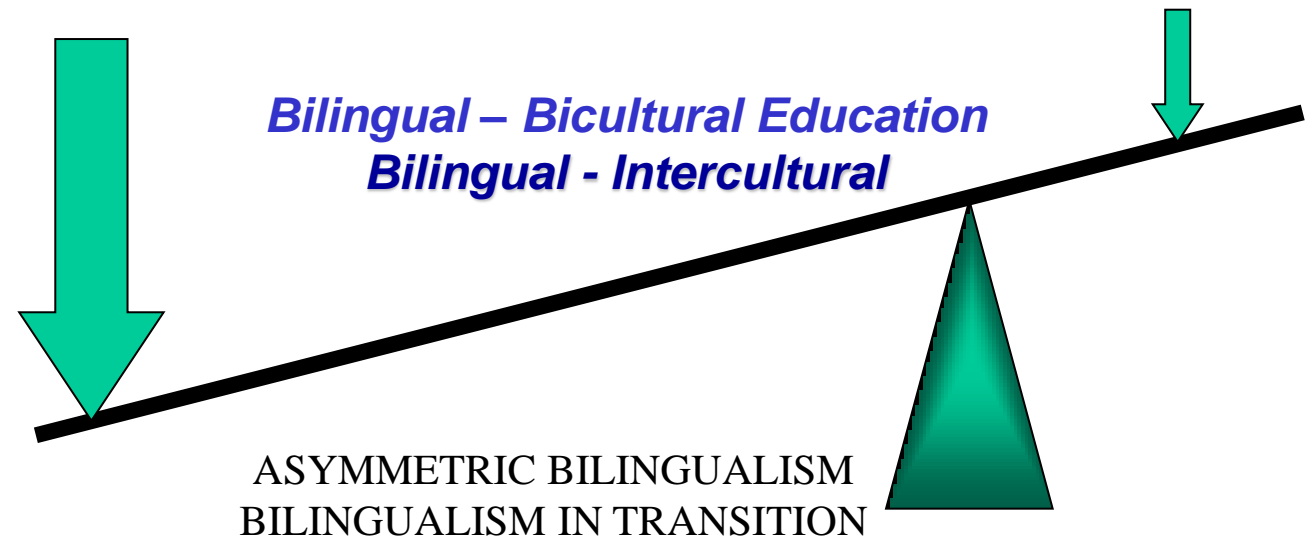 Bilingual – Bicultural Education
Bilingual - Intercultural
ASYMMETRIC BILINGUALISM
BILINGUALISM IN TRANSITION